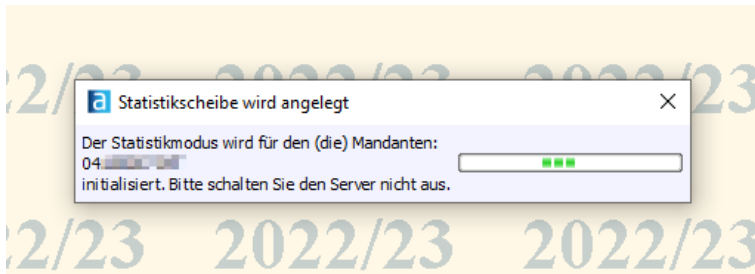 22/23 2022/23 2022/23
a Statistikscheibe wird angelegt
Der Statistikmodus wird für den (die) Mandanten:
04
initialisiert. Bitte schalten Sie den Server nicht aus.
22/23 2022/23 2022/23